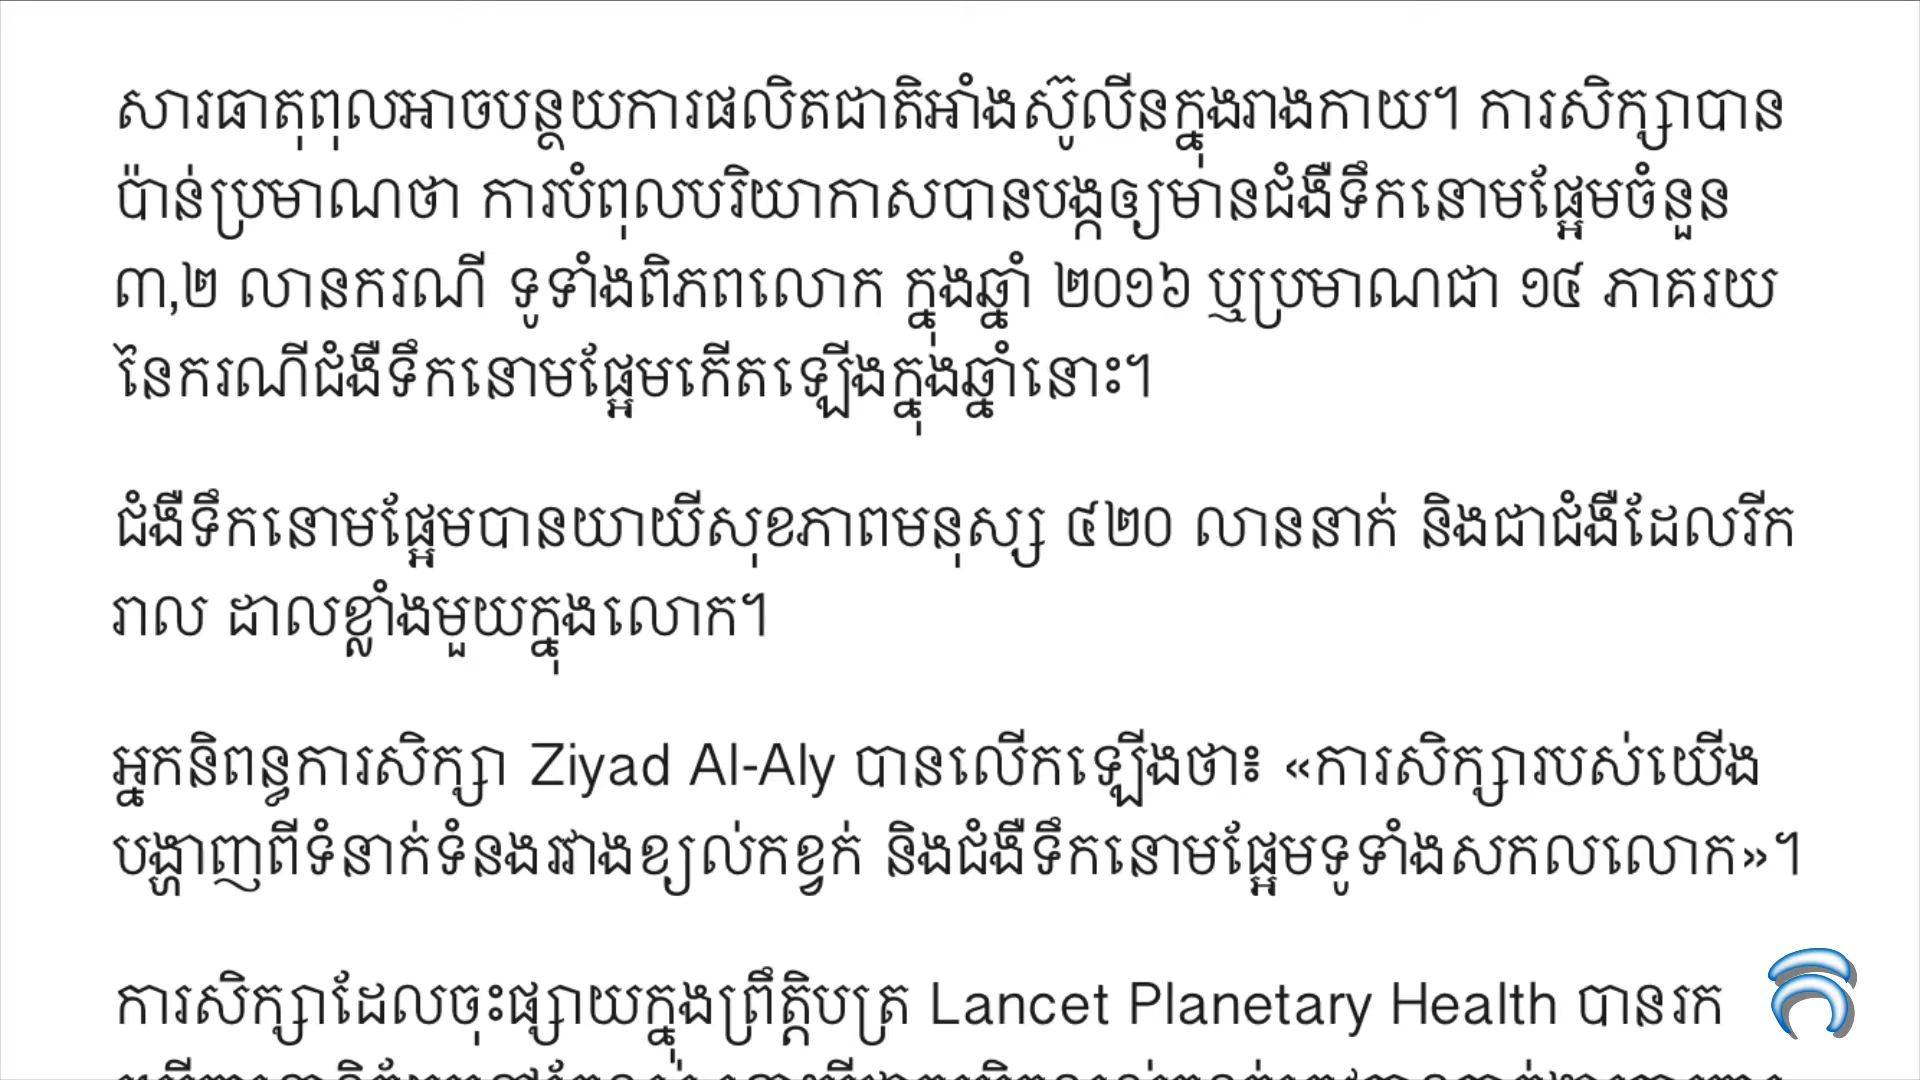 សារធាតុពុលអាចបន្ថយការផលិតជាតិអាំងស៊ូលីនក្នុងរាងកាយ។ ការសិក្សាបាន
ប៉ាន់ប្រមាណថា ការបំពុលបរិយាកាសបានបង្កឲ្យមានជំងឺទឹកនោមផ្អែមចំនួន
៣,២ លានករណី ទូទាំងពិភពលោក ក្នុងឆ្នាំ ២០១៦ ឬប្រមាណជា ១៤ ភាគរយ
នៃករណីជំងឺទឹកនោមផ្អែមកើតឡើងក្នុងឆ្នាំនោះ។
ជំងឺទឹកនោមផ្អែមបានយាយីសុខភាពមនុស្ស ៤២០ លាននាក់ និងជាជំងឺដែលរីក
រាល ដាលខ្លាំងមួយក្នុងលោក។
អ្នកនិពន្ធការសិក្សា Ziyad Al-Aly បានលើកឡើងថា៖ «ការសិក្សារបស់យើង
បង្ហាញពីទំនាក់ទំនងរវាងខ្យល់កខ្វក់ និងជំងឺទឹកនោមផ្អែមទូទាំងសកលលោក»។
ការសិក្សាដែលចុះផ្សាយក្នុងព្រឹត្តិបត្រ Lancet Planetary Health បានរក